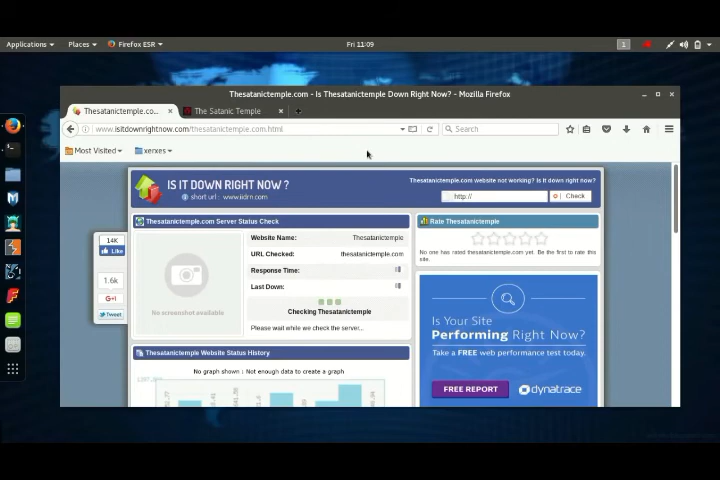 Applications Places Firefox ESR Fri 11:09 1
Thesatanictemple.com - Is Thesatanictemple Down Right Now? - Mozilla Firefox
Thesatanictemple.co... The Satanic Temple
www.isitdownrightnow.com/thesatanictemple.com.html Search
Most Visited xerxes
IS IT DOWN RIGHT NOW ?
short url : www.iidrn.com
Thesatanictemple.com website not working? Is it down right now?
http:// Check
Thesatanictemple.com Server Status Check
Website Name: Thesatanictemple
URL Checked: thesatanictemple.com
Response Time:
Last Down:
Checking Thesatanictemple
Please wait while we check the server...
No screenshot available
14K
Like
1.6k
G+1
Tweet
Rate Thesatanictemple
No one has rated thesatanictemple.com yet. Be the first to rate this
site.
Is Your Site
Performing Right Now?
Take a FREE web performance test today.
FREE REPORT dynatrace
Thesatanictemple Website Status History
No graph shown : Not enough data to create a graph